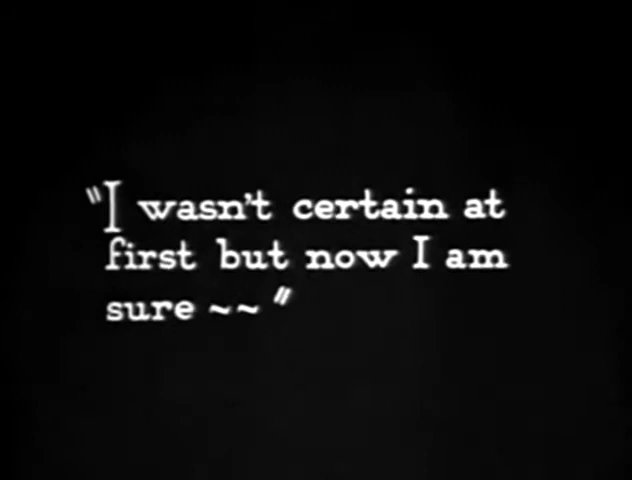 "I wasn't certain at
first but now I am
sure ~~"